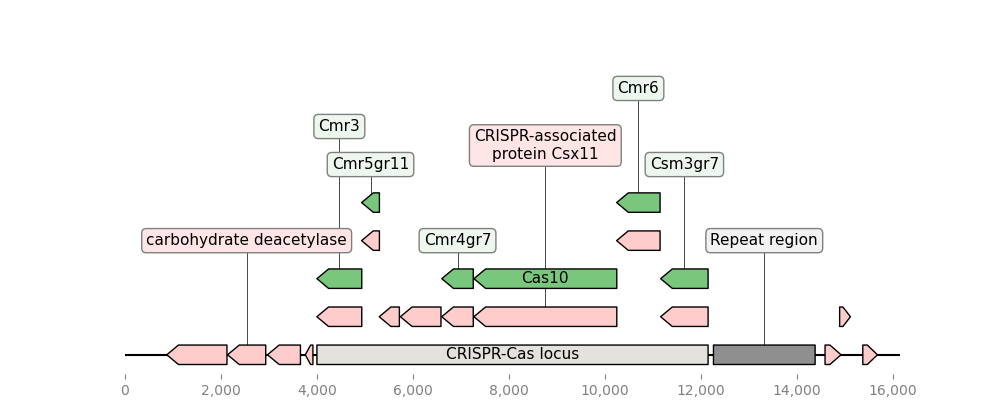 Cmr6
Cmr3
CRISPR-associated
protein Csx11
Cmr5gr11
Csm3gr7
carbohydrate deacetylase
Cmr4gr7
Repeat region
Cas10
CRISPR-Cas locus
0
2,000
4,000
6,000
8,000
10,000
12,000
14,000
16,000